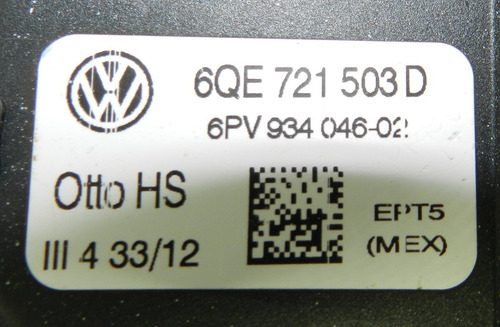 6QE 721 503 D
6PV 934 046-02
Otto HS
EPT5
III 4 33/12
(MEX)